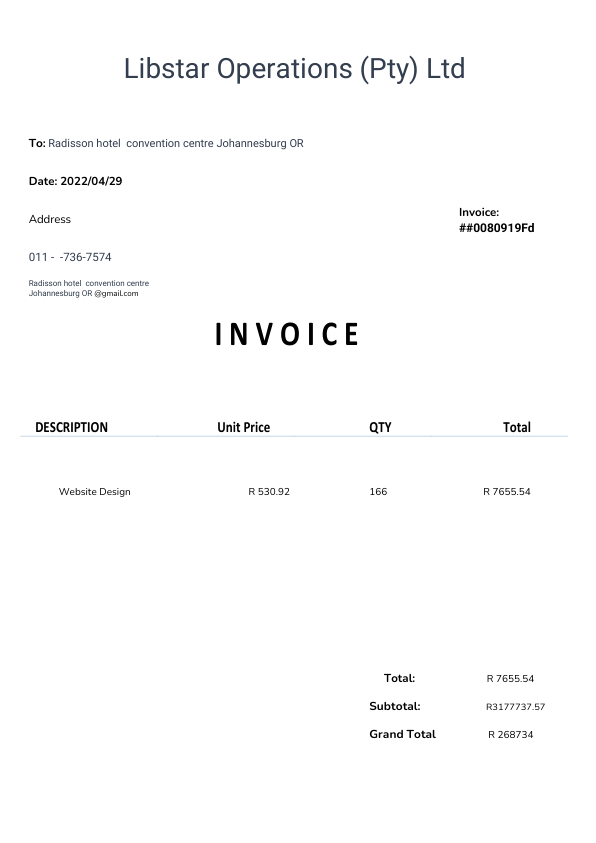 Libstar Operations (Pty) Ltd
To: Radisson hotel  convention centre Johannesburg OR
Date: 2022/04/29
Address
Invoice:
##0080919Fd
011 -  -736-7574
Radisson hotel  convention centre
Johannesburg OR @gmail.com
INVOICE
DESCRIPTION Unit Price QTY Total
Website Design R 530.92 166 R 7655.54
Total: R 7655.54
Subtotal: R3177737.57
Grand Total R 268734